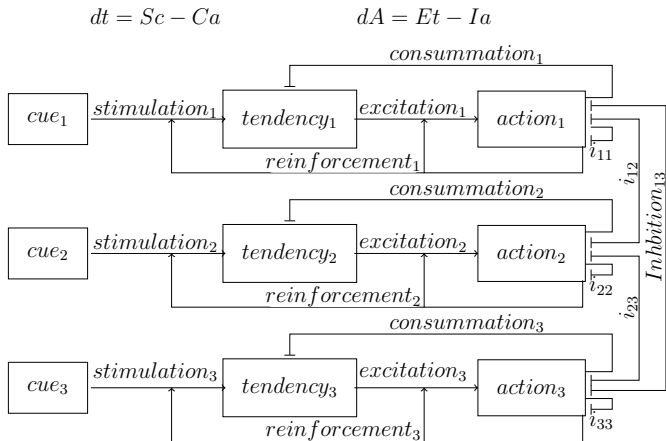 dt = Sc − Ca
dA = Et − Ia
consummation₁
cue₁
stimulation₁
tendency₁
excitation₁
action₁
reinforcement₁
i₁₁
i₁₂
Inhbition₁₃
consummation₂
cue₂
stimulation₂
tendency₂
excitation₂
action₂
reinforcement₂
i₂₂
i₂₃
consummation₃
cue₃
stimulation₃
tendency₃
excitation₃
action₃
reinforcement₃
i₃₃